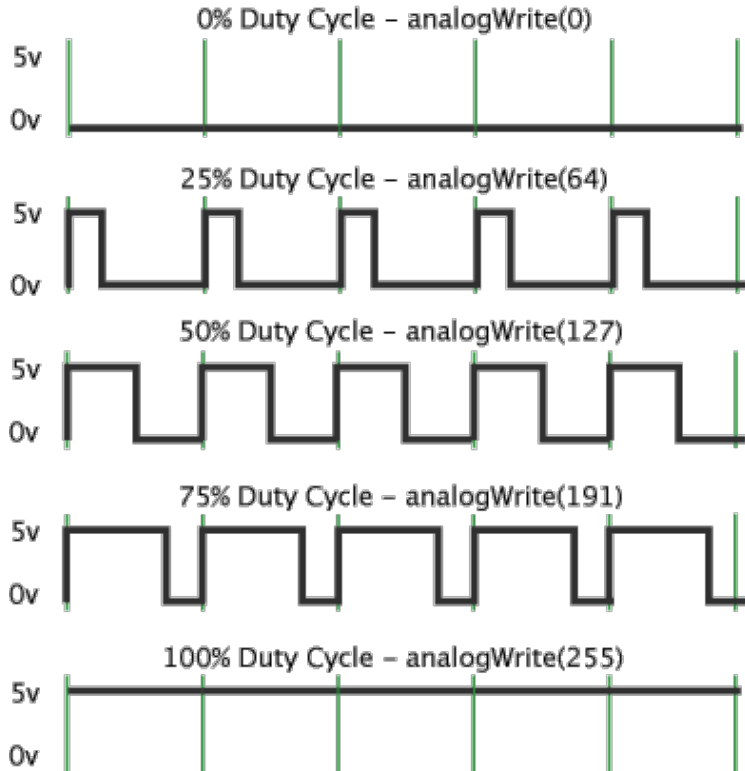 0% Duty Cycle – analogWrite(0)
5v
0v
25% Duty Cycle – analogWrite(64)
5v
0v
50% Duty Cycle – analogWrite(127)
5v
0v
75% Duty Cycle – analogWrite(191)
5v
0v
100% Duty Cycle – analogWrite(255)
5v
0v